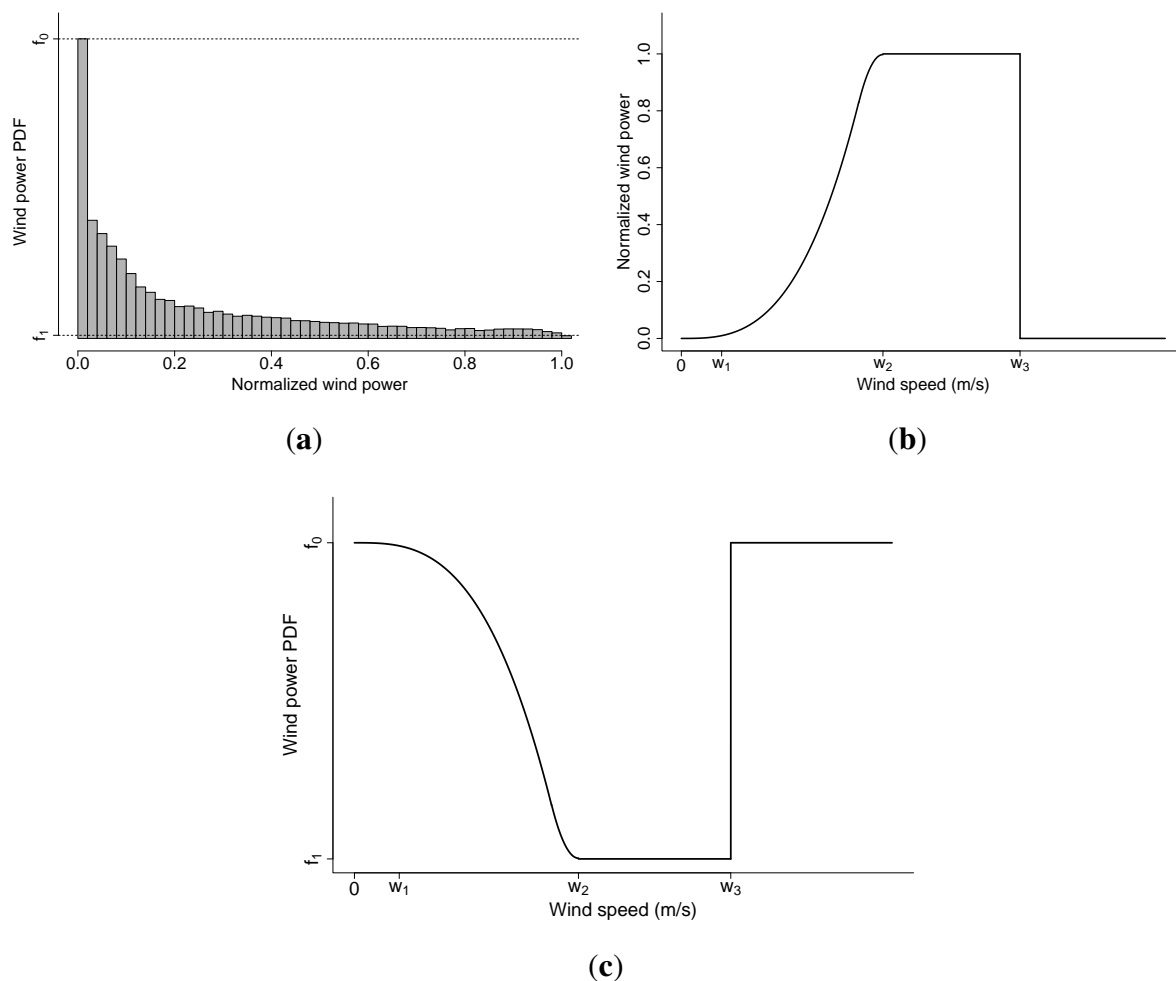 Wind power PDF
f₀
f₁
0.0 0.2 0.4 0.6 0.8 1.0
Normalized wind power
(a)
Normalized wind power
1.0
0.8
0.6
0.4
0.2
0.0
0 w₁ w₂ w₃
Wind speed (m/s)
(b)
Wind power PDF
f₀
f₁
0 w₁ w₂ w₃
Wind speed (m/s)
(c)